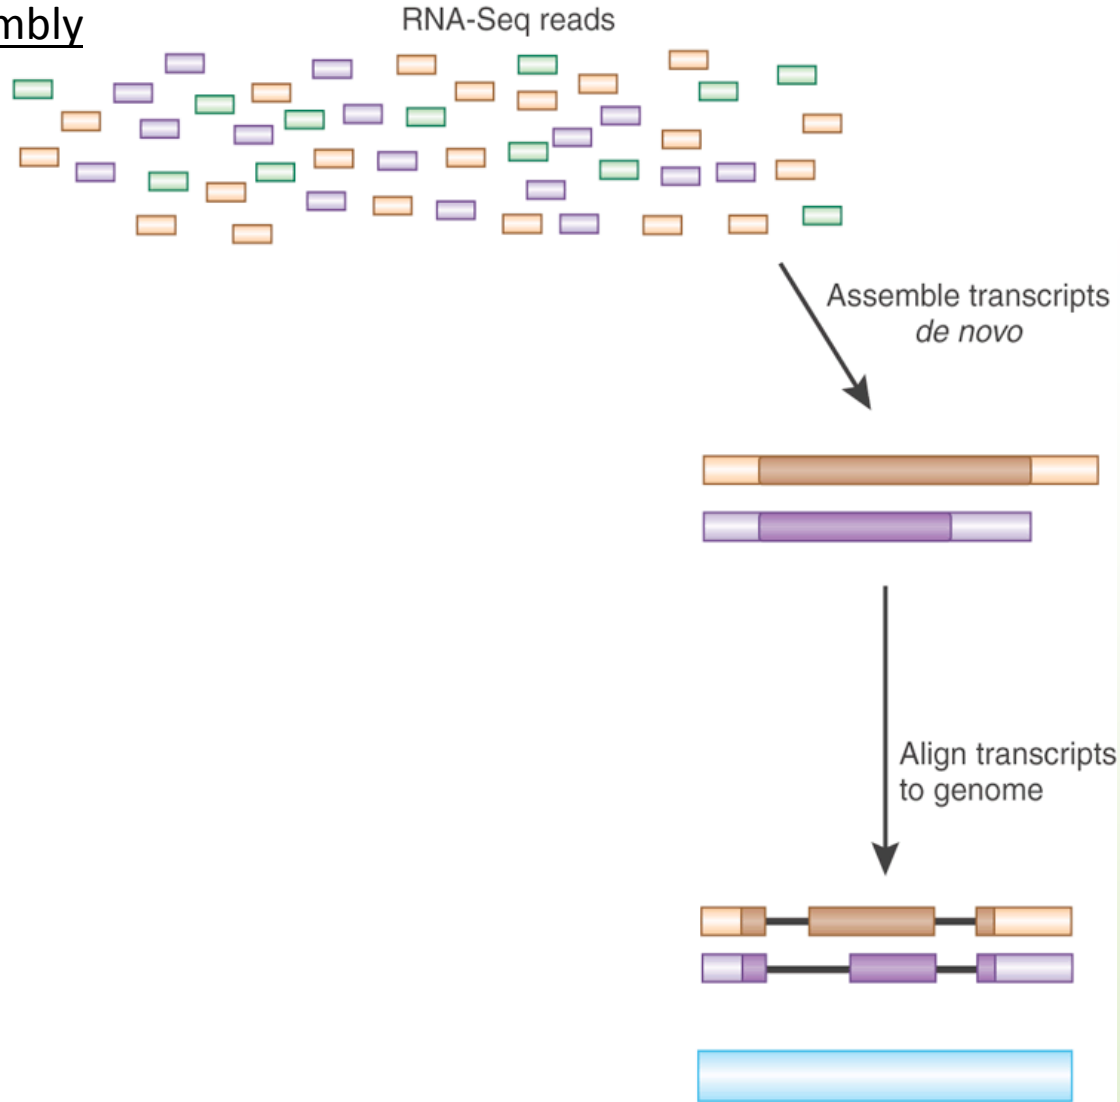 mbly
RNA-Seq reads
Assemble transcripts
de novo
Align transcripts
to genome